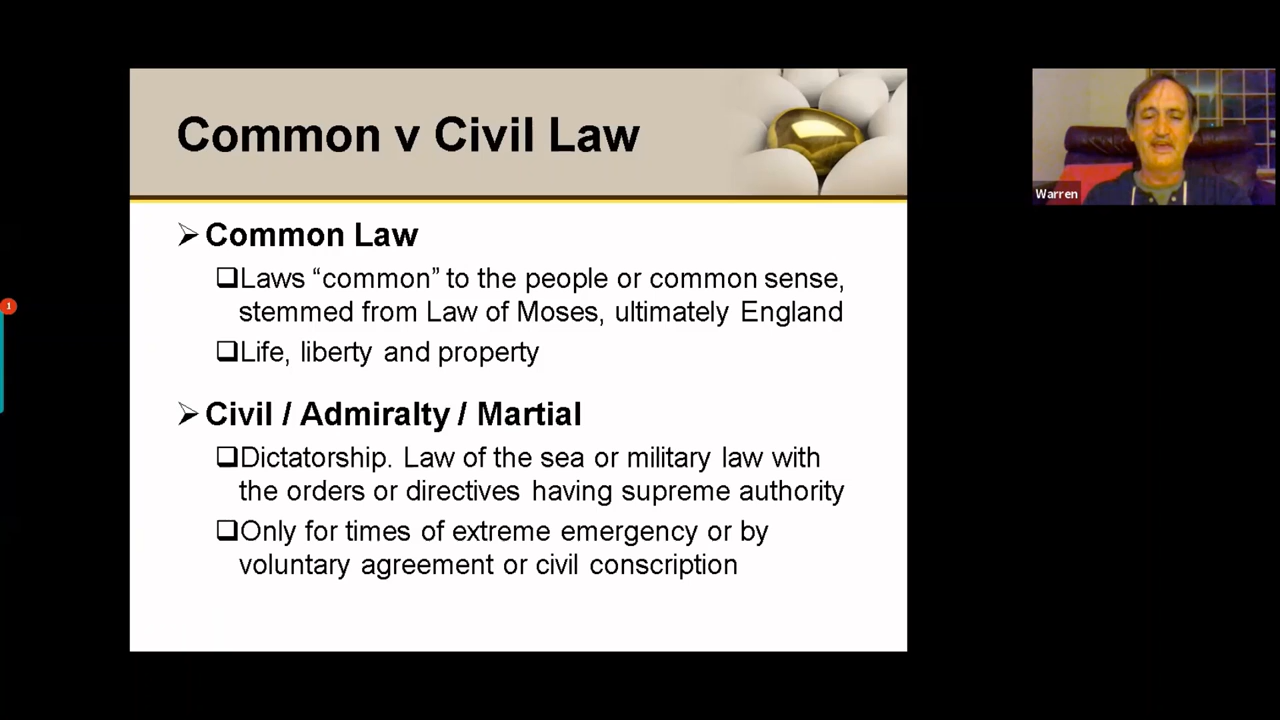 Common v Civil Law
➢ Common Law
❑Laws “common” to the people or common sense,
stemmed from Law of Moses, ultimately England
❑Life, liberty and property
➢ Civil / Admiralty / Martial
❑Dictatorship. Law of the sea or military law with
the orders or directives having supreme authority
❑Only for times of extreme emergency or by
voluntary agreement or civil conscription
Warren
1